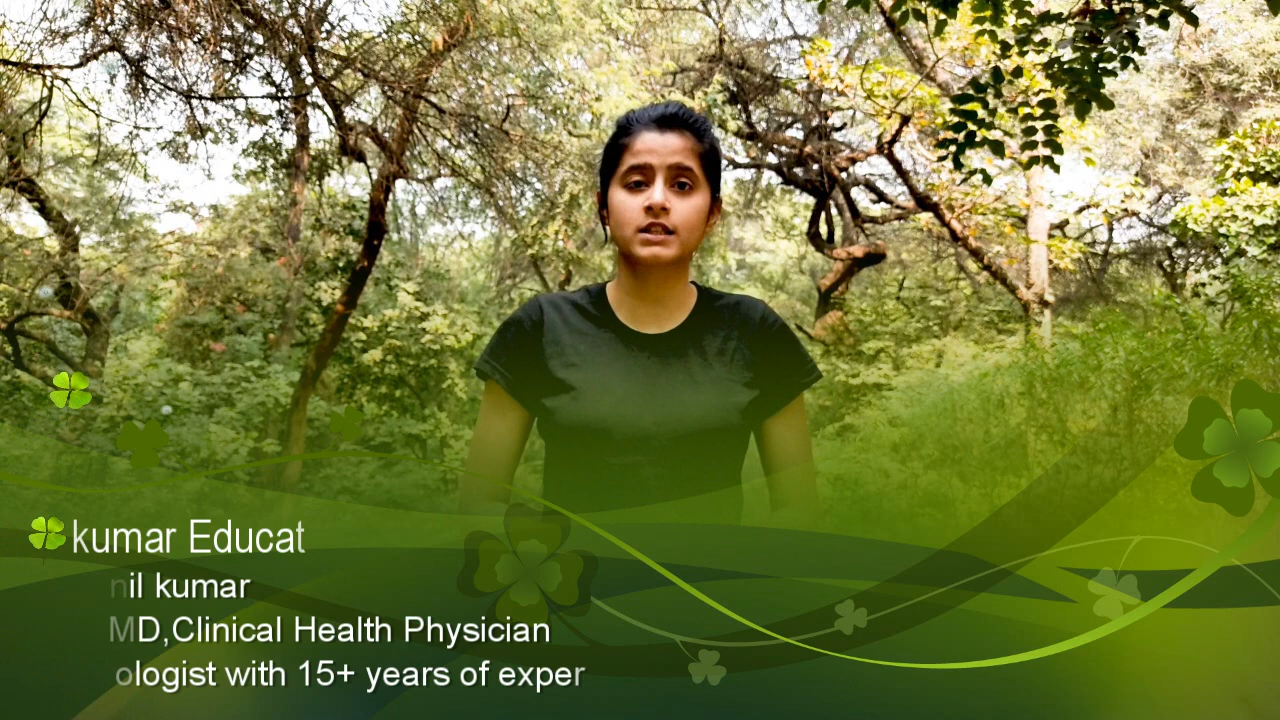 kumar Educat
nil kumar
MD,Clinical Health Physician
ologist with 15+ years of exper